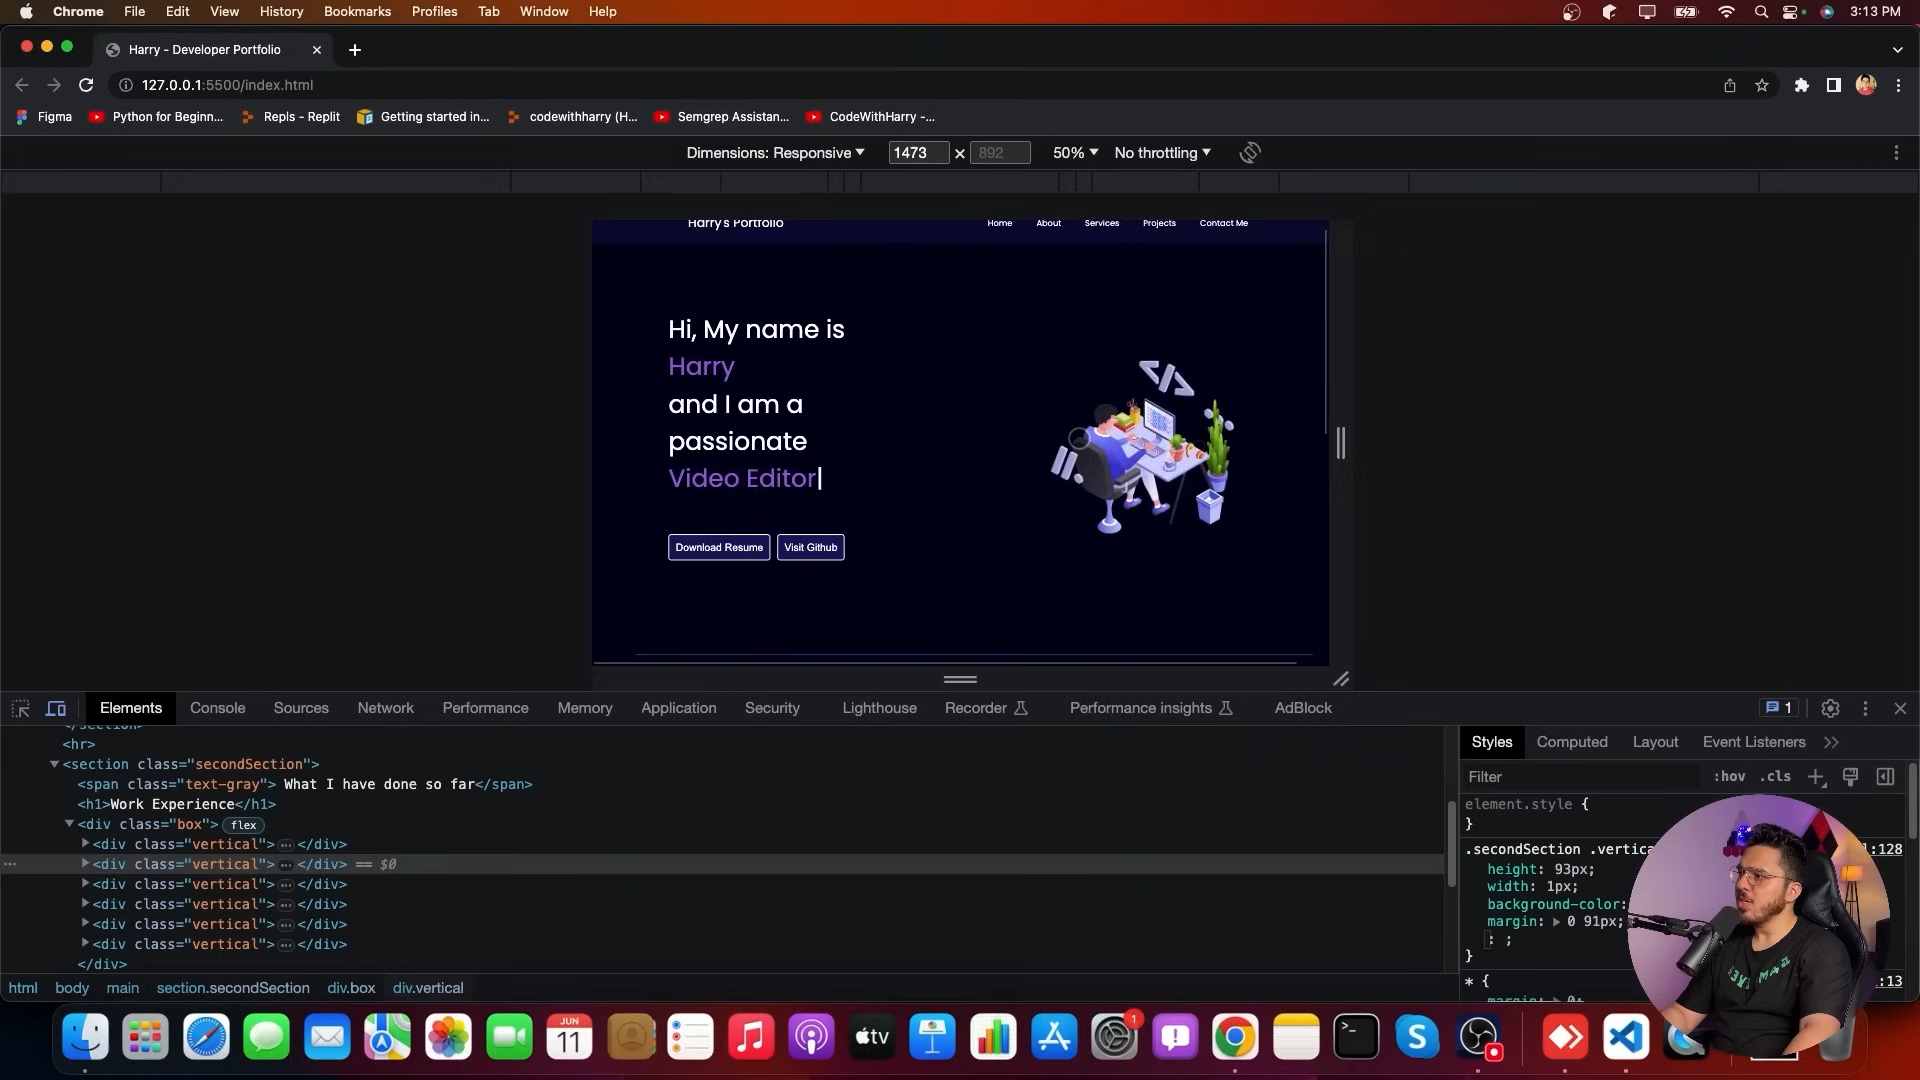 Chrome File Edit View History Bookmarks Profiles Tab Window Help 3:13 PM
Harry - Developer Portfolio
127.0.0.1:5500/index.html
Figma Python for Beginn... Repls - Replit Getting started in... codewithharry (H... Semgrep Assistan... CodeWithHarry -...
Dimensions: Responsive 1473 × 892 50% No throttling
Harry's Portfolio Home About Services Projects Contact Me
Hi, My name is
Harry
and I am a
passionate
Video Editor
Download Resume Visit Github
Elements Console Sources Network Performance Memory Application Security Lighthouse Recorder Performance insights AdBlock 1
</section>
<hr>
<section class="secondSection">
<span class="text-gray"> What I have done so far</span>
<h1>Work Experience</h1>
<div class="box"> flex
<div class="vertical"> ... </div>
<div class="vertical"> ... </div> == $0
<div class="vertical"> ... </div>
<div class="vertical"> ... </div>
<div class="vertical"> ... </div>
<div class="vertical"> ... </div>
</div>
html body main section.secondSection div.box div.vertical
Styles Computed Layout Event Listeners
Filter :hov .cls
element.style {
}
.secondSection .vertica :128
height: 93px;
width: 1px;
background-color:
margin: 0 91px;
: ;
}
* { :13
margin: 0;
JUN
11
tv
1